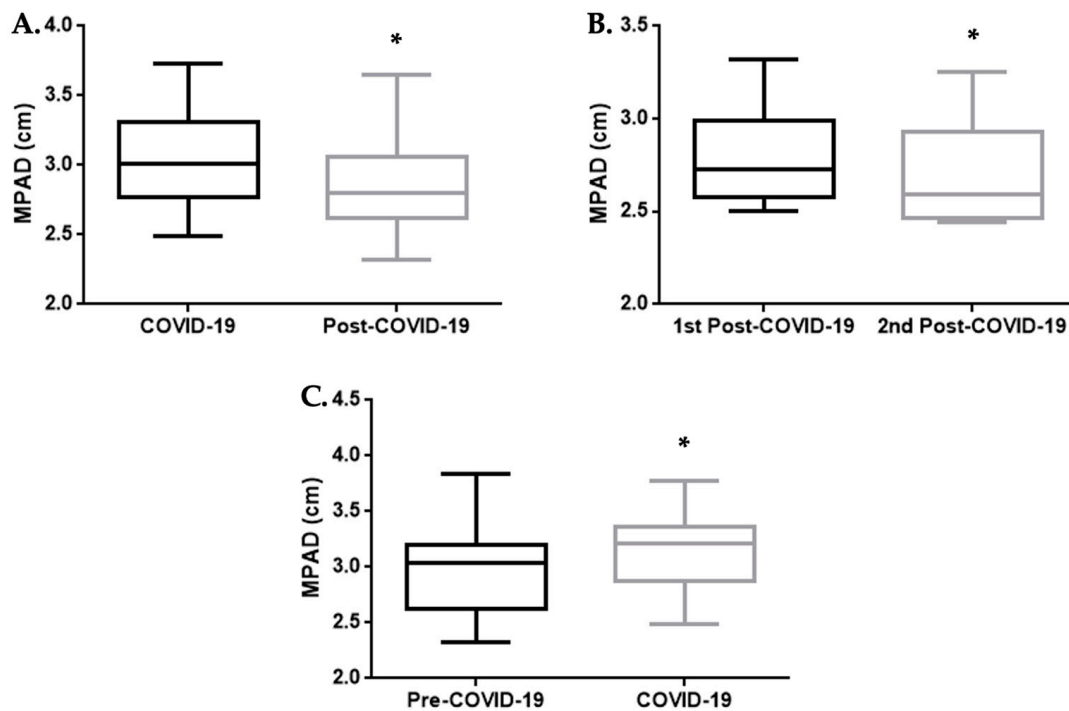 A.
MPAD (cm)
4.0
3.5
3.0
2.5
2.0
*
COVID-19 Post-COVID-19
B.
MPAD (cm)
3.5
3.0
2.5
2.0
*
1st Post-COVID-19 2nd Post-COVID-19
C.
MPAD (cm)
4.5
4.0
3.5
3.0
2.5
2.0
*
Pre-COVID-19 COVID-19